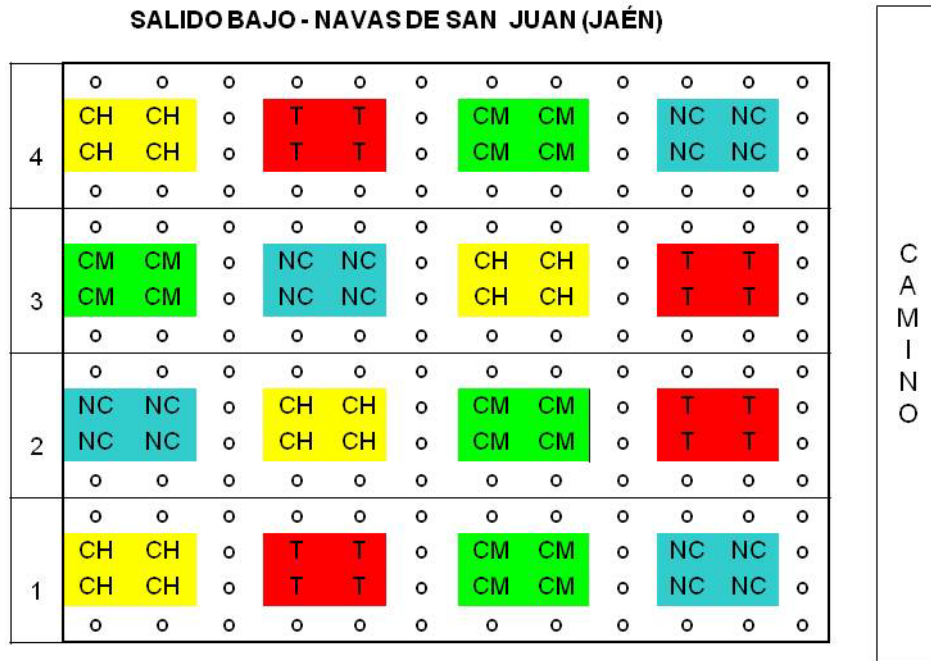 SALIDO BAJO - NAVAS DE SAN JUAN (JAÉN)
o o o o o o o o o o o o
CH CH o T T o CM CM o NC NC o
4 CH CH o T T o CM CM o NC NC o
o o o o o o o o o o o o
o o o o o o o o o o o o
CM CM o NC NC o CH CH o T T o
3 CM CM o NC NC o CH CH o T T o
o o o o o o o o o o o o
o o o o o o o o o o o o
NC NC o CH CH o CM CM o T T o
2 NC NC o CH CH o CM CM o T T o
o o o o o o o o o o o o
o o o o o o o o o o o o
CH CH o T T o CM CM o NC NC o
1 CH CH o T T o CM CM o NC NC o
o o o o o o o o o o o o
C
A
M
I
N
O